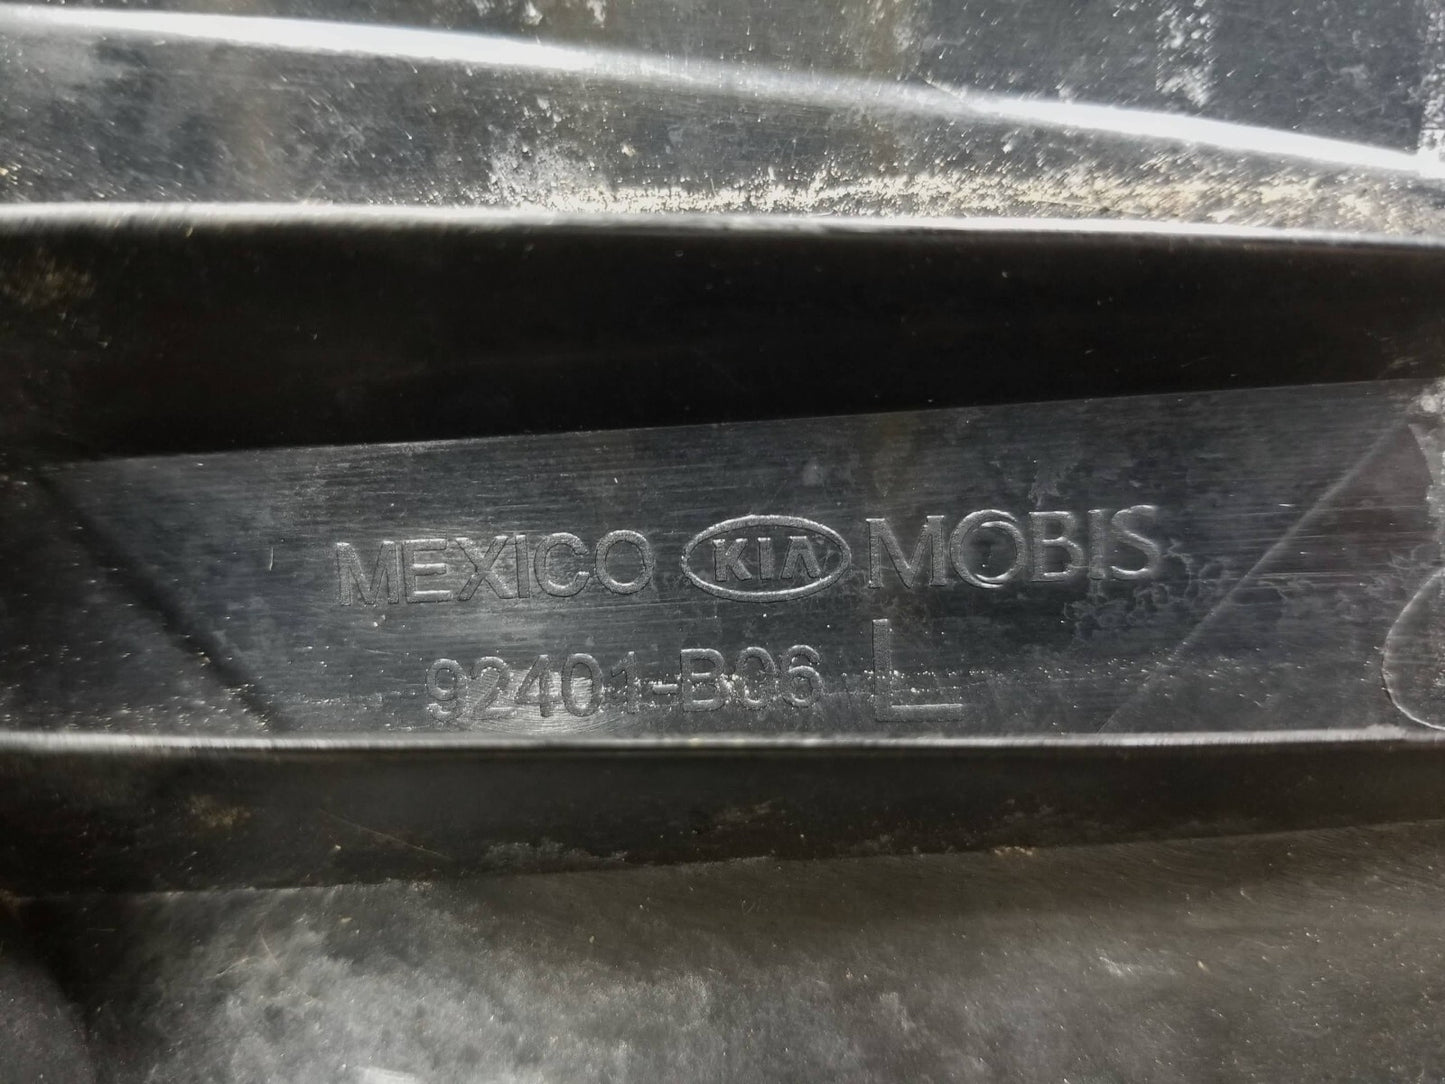 MEXICO KIA MOBIS
92401-B06 L